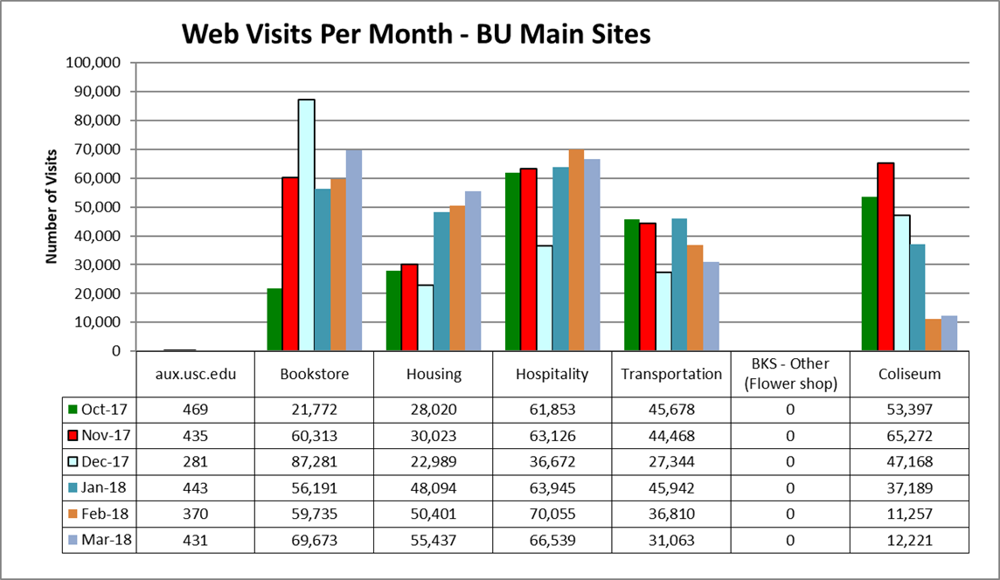 Web Visits Per Month - BU Main Sites
100,000
90,000
80,000
70,000
60,000
50,000
40,000
30,000
20,000
10,000
0
Number of Visits
aux.usc.edu Bookstore Housing Hospitality Transportation BKS - Other (Flower shop) Coliseum
Oct-17 469 21,772 28,020 61,853 45,678 0 53,397
Nov-17 435 60,313 30,023 63,126 44,468 0 65,272
Dec-17 281 87,281 22,989 36,672 27,344 0 47,168
Jan-18 443 56,191 48,094 63,945 45,942 0 37,189
Feb-18 370 59,735 50,401 70,055 36,810 0 11,257
Mar-18 431 69,673 55,437 66,539 31,063 0 12,221